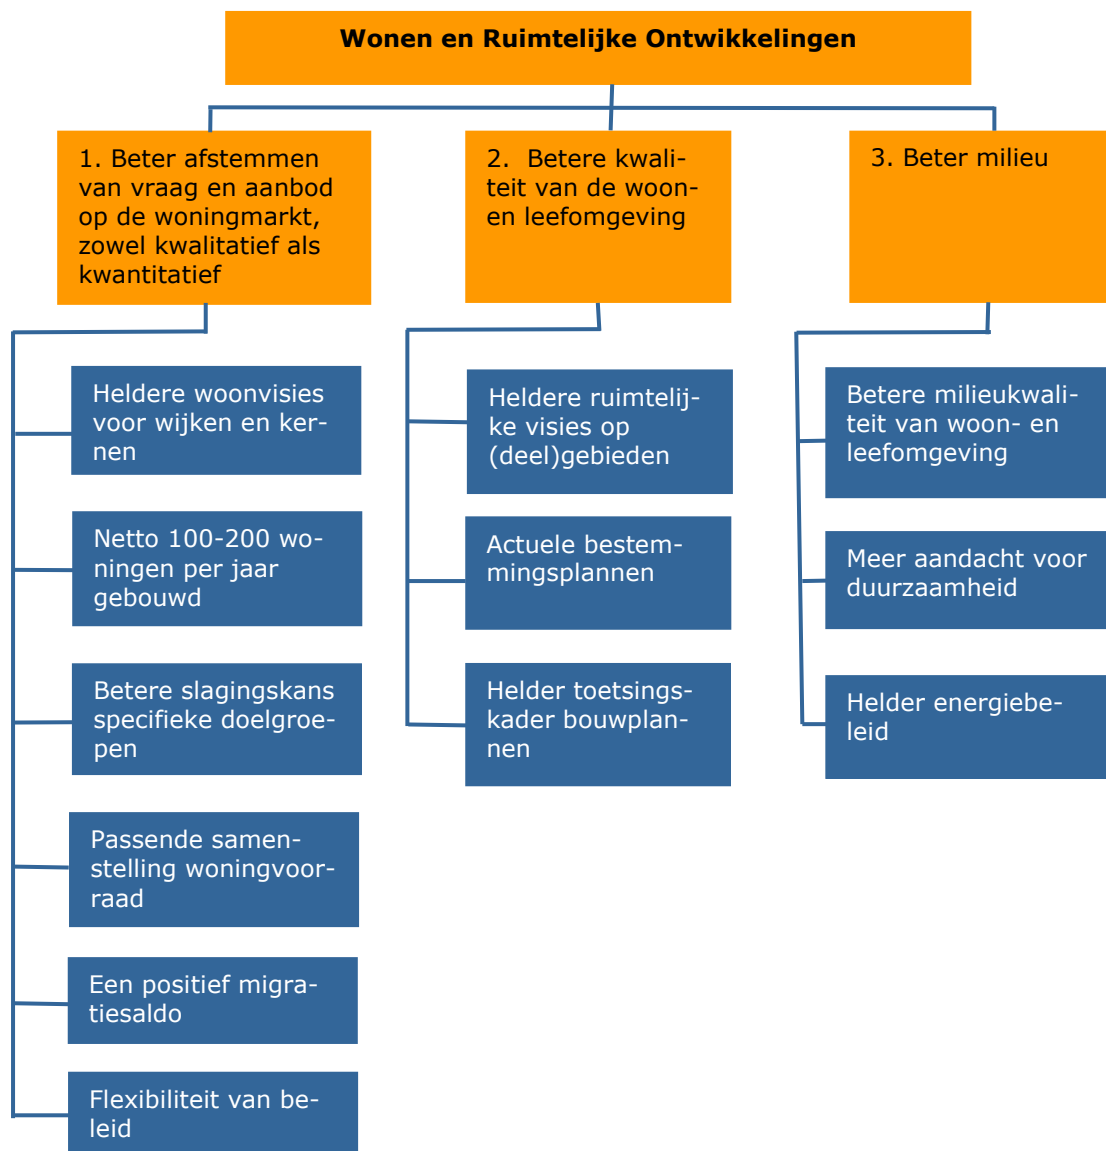 Wonen en Ruimtelijke Ontwikkelingen
1. Beter afstemmen
van vraag en aanbod
op de woningmarkt,
zowel kwalitatief als
kwantitatief
2.  Betere kwali-
teit van de woon-
en leefomgeving
3. Beter milieu
Heldere woonvisies
voor wijken en ker-
nen
Netto 100-200 wo-
ningen per jaar
gebouwd
Betere slagingskans
specifieke doelgroe-
pen
Passende samen-
stelling woningvoor-
raad
Een positief migra-
tiesaldo
Flexibiliteit van be-
leid
Heldere ruimtelij-
ke visies op
(deel)gebieden
Actuele bestem-
mingsplannen
Helder toetsings-
kader bouwplan-
nen
Betere milieukwali-
teit van woon- en
leefomgeving
Meer aandacht voor
duurzaamheid
Helder energiebe-
leid